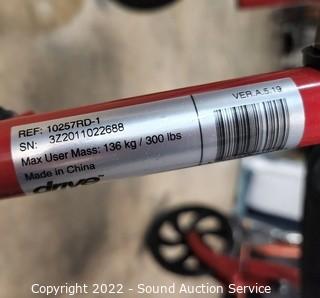 REF: 10257RD-1
SN: 3Z2011022688
Max User Mass: 136 kg / 300 lbs
Made in China
drive™
VER.A.5.19
Copyright 2022 - Sound Auction Service